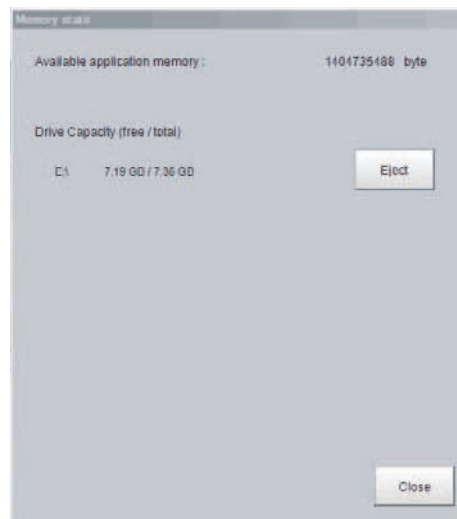 Memory state
Available application memory : 1404735488 byte
Drive Capacity (free / total)
E:\ 7.19 GB / 7.36 GB Eject
Close